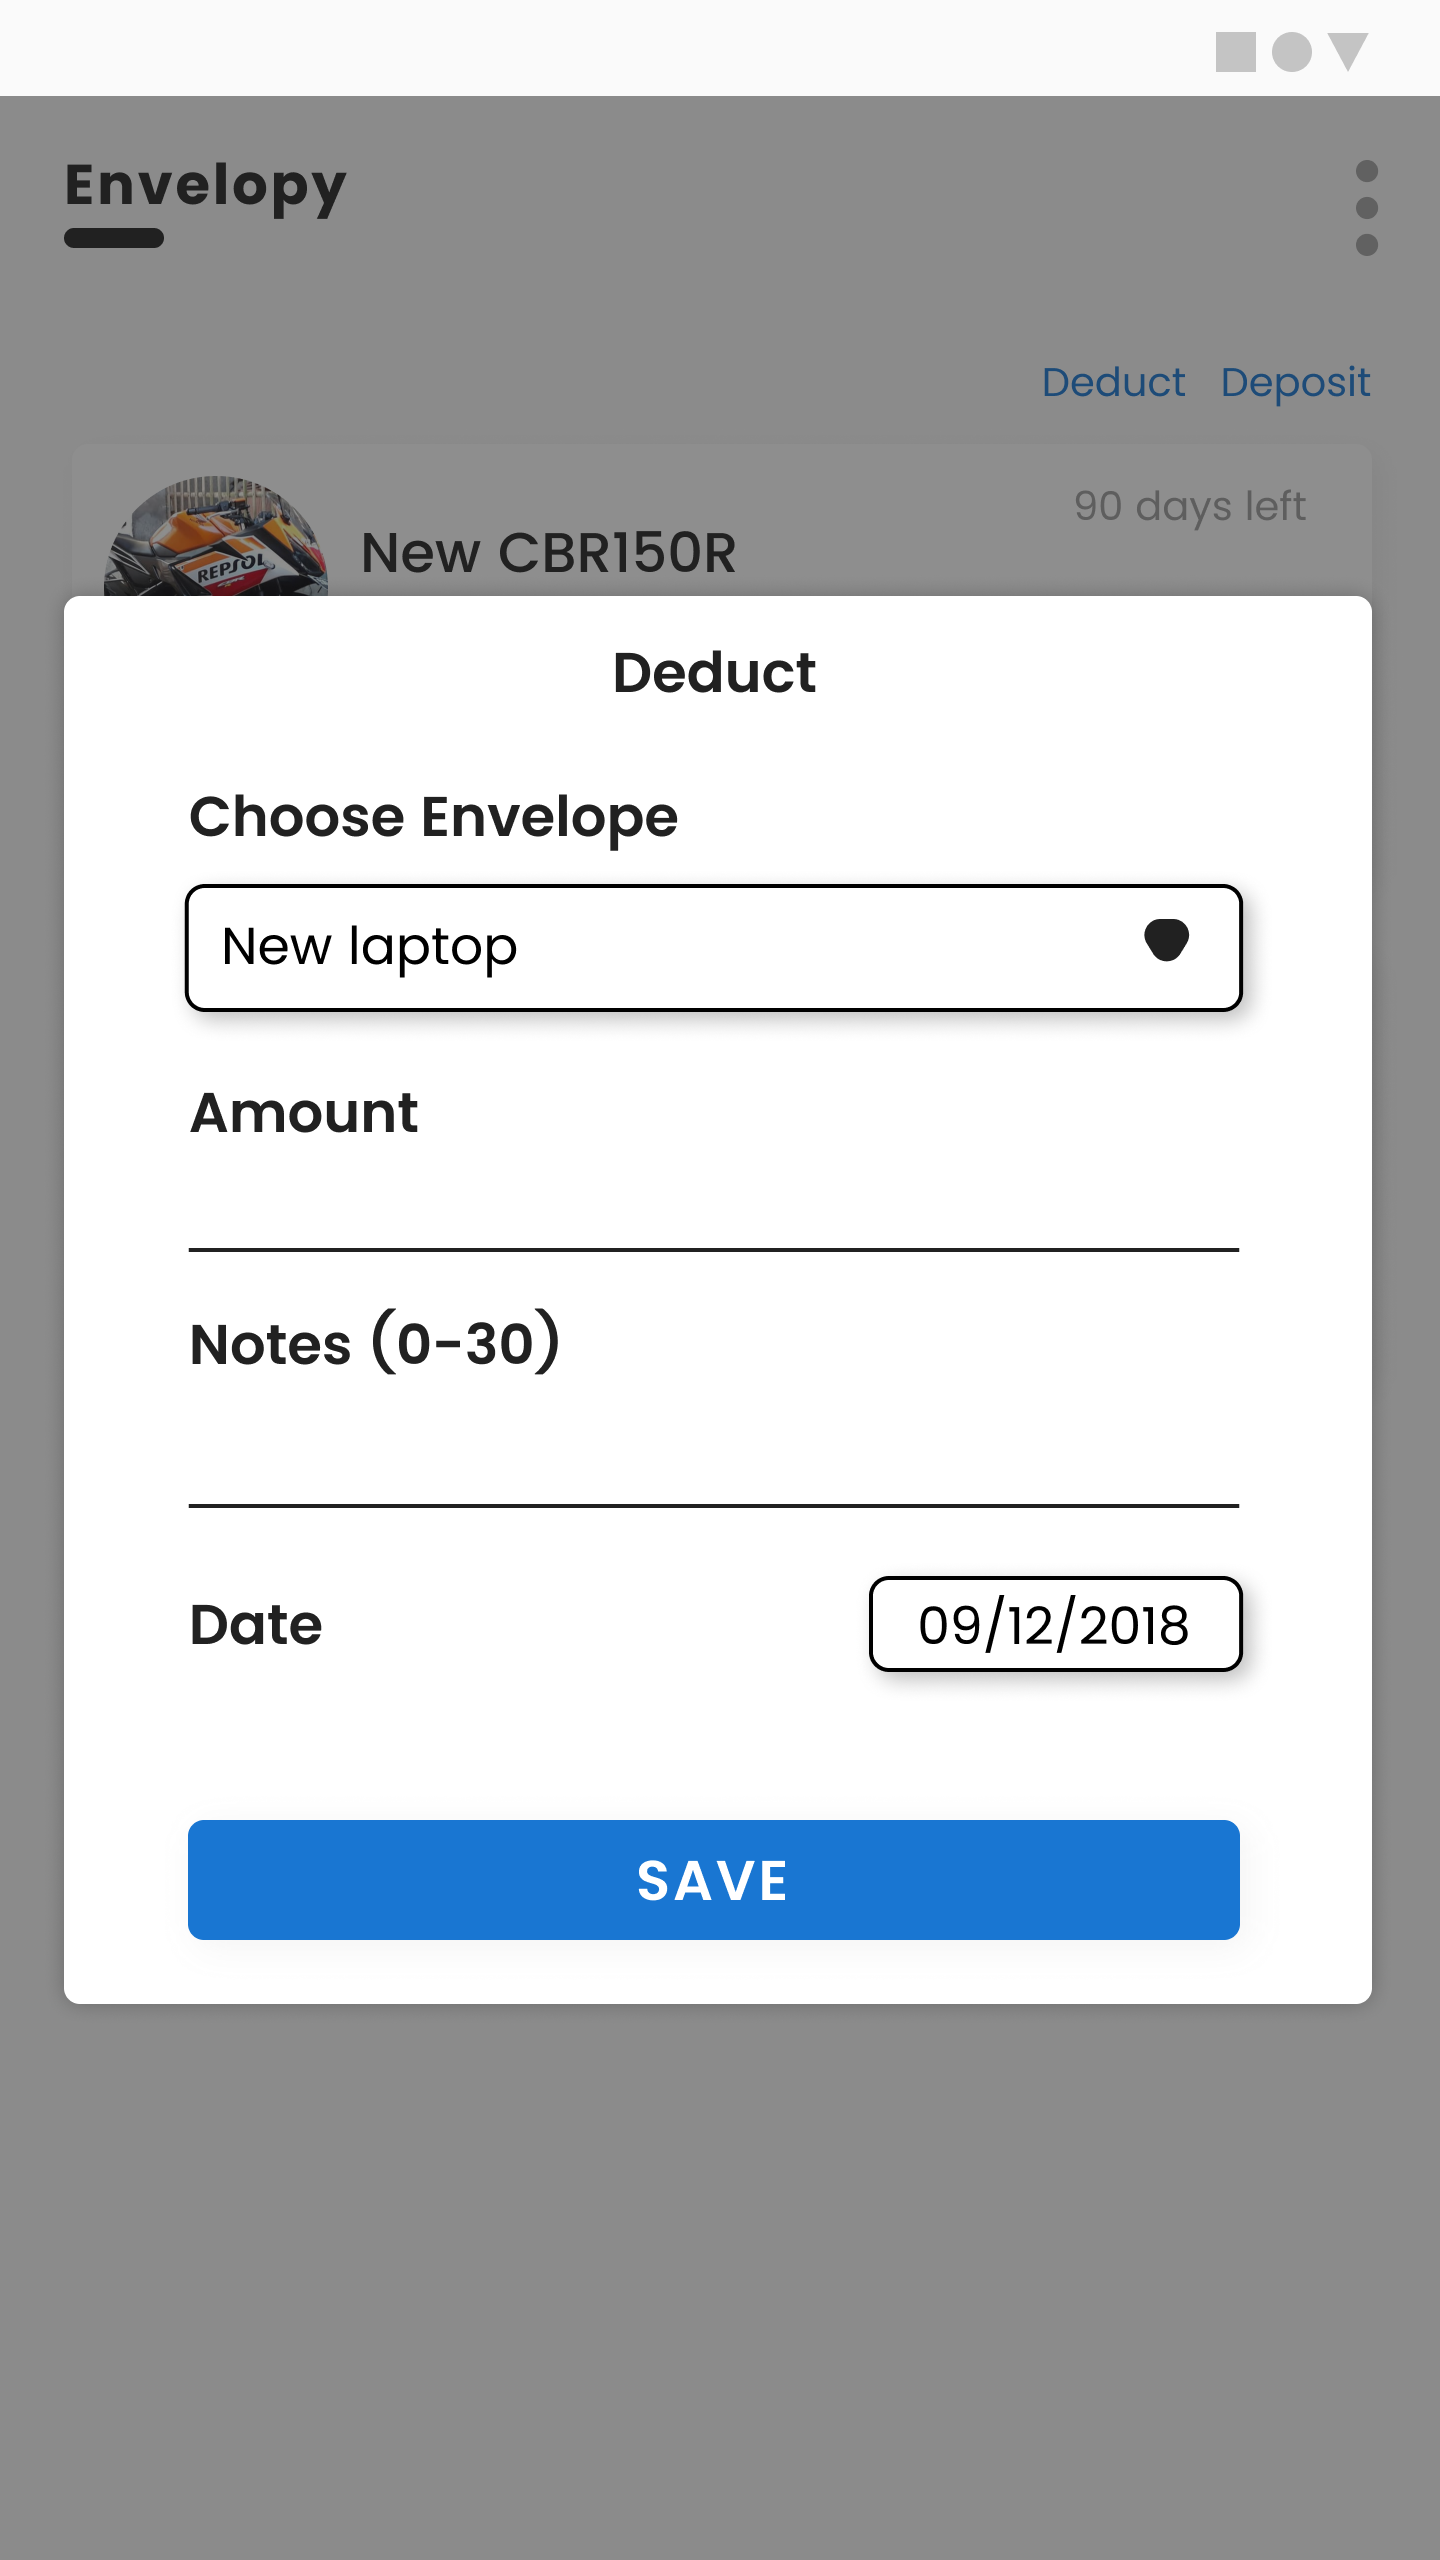 Envelopy
Deduct Deposit
90 days left
New CBR150R
REPSOL
Deduct
Choose Envelope
New laptop
Amount
Notes (0-30)
Date
09/12/2018
SAVE